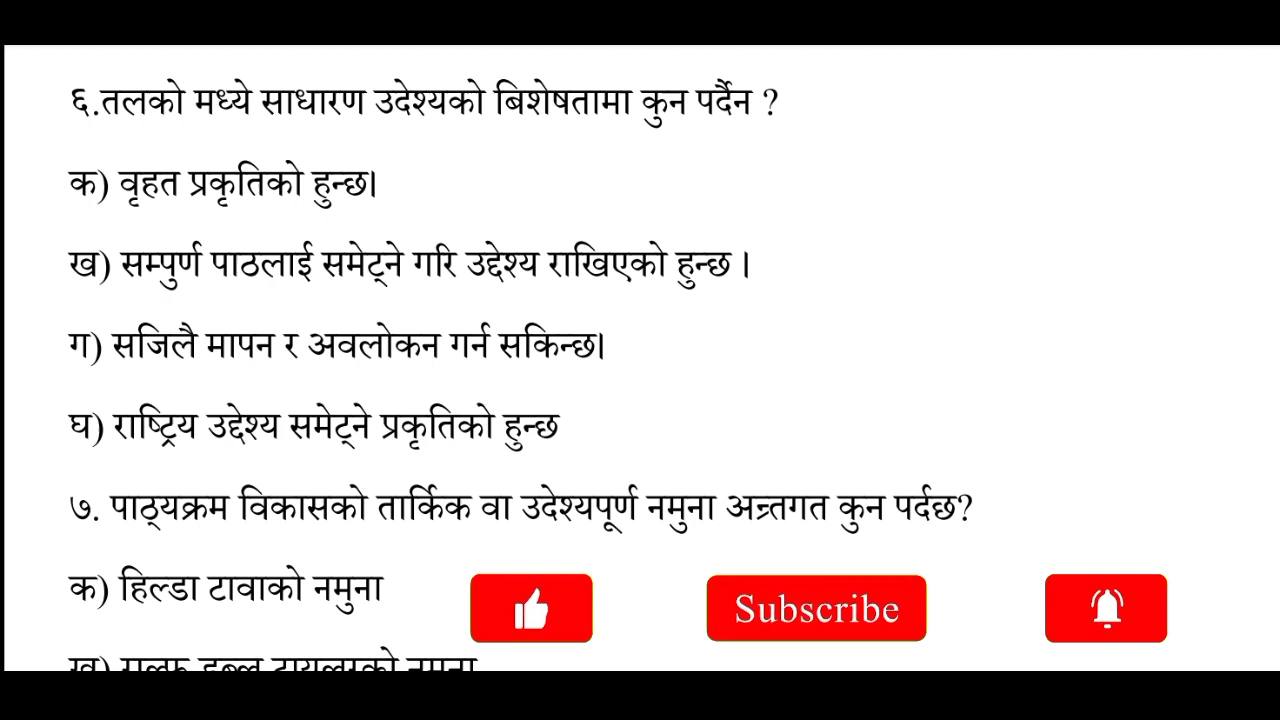 ६.तलको मध्ये साधारण उदेश्यको बिशेषतामा कुन पर्दैन ?
क) वृहत प्रकृतिको हुन्छ।
ख) सम्पुर्ण पाठलाई समेट्ने गरि उद्देश्य राखिएको हुन्छ ।
ग) सजिलै मापन र अवलोकन गर्न सकिन्छ।
घ) राष्ट्रिय उद्देश्य समेट्ने प्रकृतिको हुन्छ
७. पाठ्यक्रम विकासको तार्किक वा उदेश्यपूर्ण नमुना अन्र्तगत कुन पर्दछ?
क) हिल्डा टावाको नमुना
Subscribe